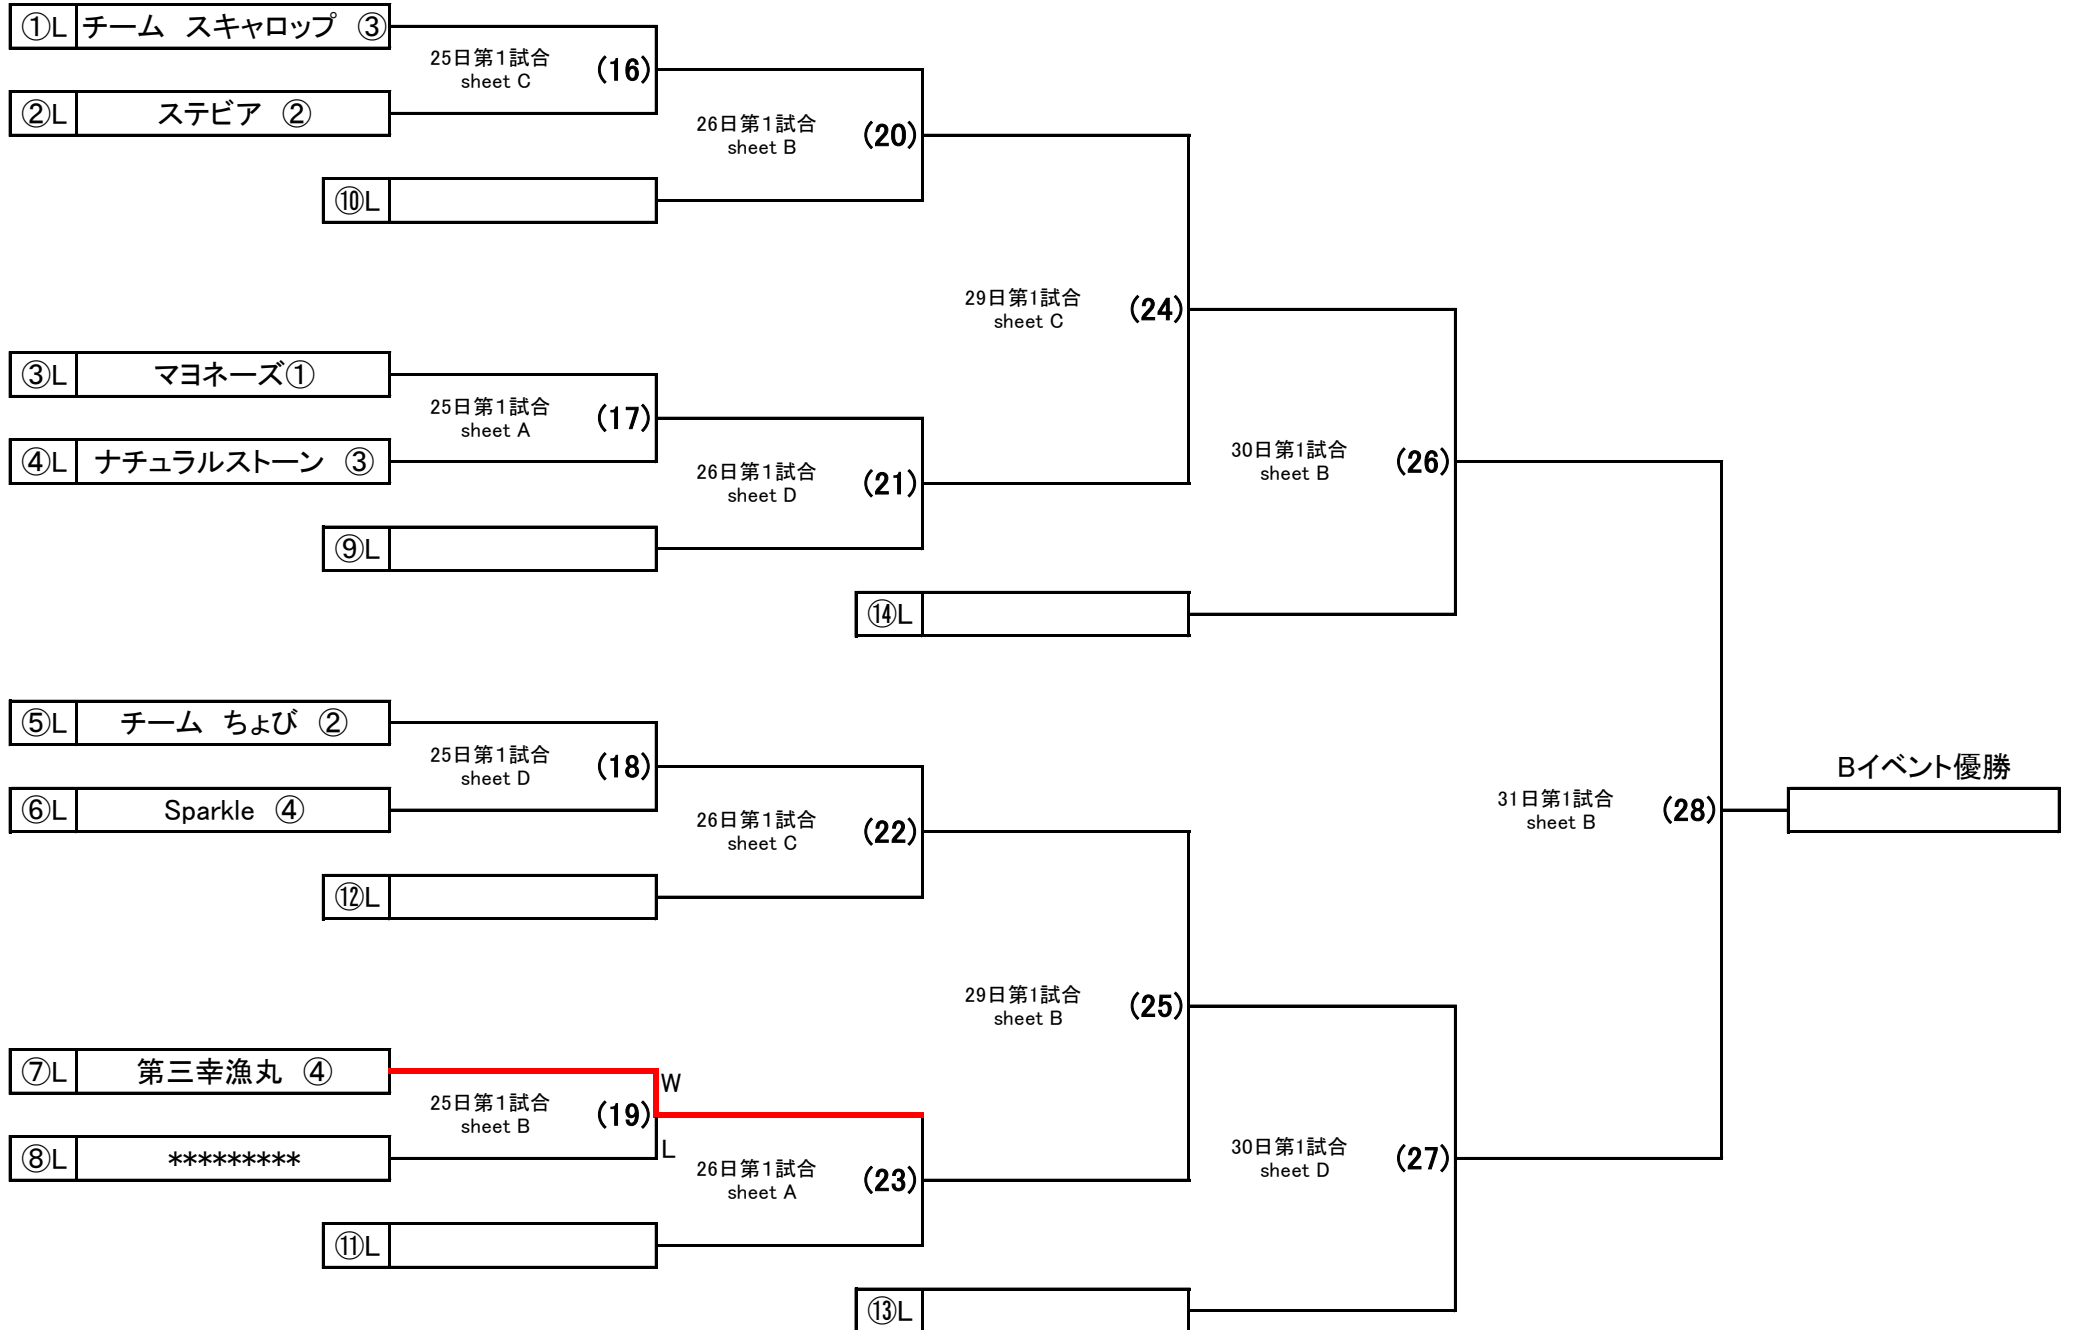 ①L チーム スキャロップ ③
25日第1試合
sheet C
(16)
②L ステビア ②
26日第1試合
sheet B
(20)
⑩L
29日第1試合
sheet C
(24)
③L マヨネーズ①
25日第1試合
sheet A
(17)
④L ナチュラルストーン ③
26日第1試合
sheet D
(21)
30日第1試合
sheet B
(26)
⑨L
⑭L
⑤L チーム ちょび ②
25日第1試合
sheet D
(18)
⑥L Sparkle ④
26日第1試合
sheet C
(22)
31日第1試合
sheet B
(28)
Bイベント優勝
⑫L
29日第1試合
sheet B
(25)
⑦L 第三幸漁丸 ④
W
25日第1試合
sheet B
(19)
L
⑧L *********
26日第1試合
sheet A
(23)
30日第1試合
sheet D
(27)
⑪L
⑬L